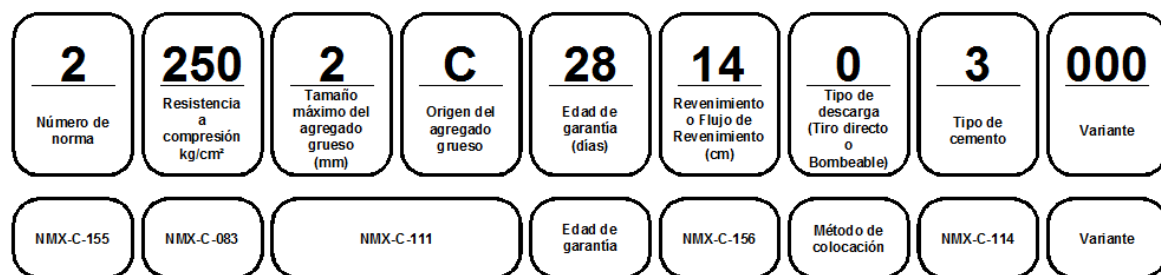 2
Número de
norma
250
Resistencia
a
compresión
kg/cm²
2
Tamaño
máximo del
agregado
grueso
(mm)
C
Origen del
agregado
grueso
28
Edad de
garantía
(días)
14
Revenimiento
o Flujo de
Revenimiento
(cm)
0
Tipo de
descarga
(Tiro directo
o
Bombeable)
3
Tipo de
cemento
000
Variante
NMX-C-155
NMX-C-083
NMX-C-111
Edad de
garantía
NMX-C-156
Método de
colocación
NMX-C-114
Variante